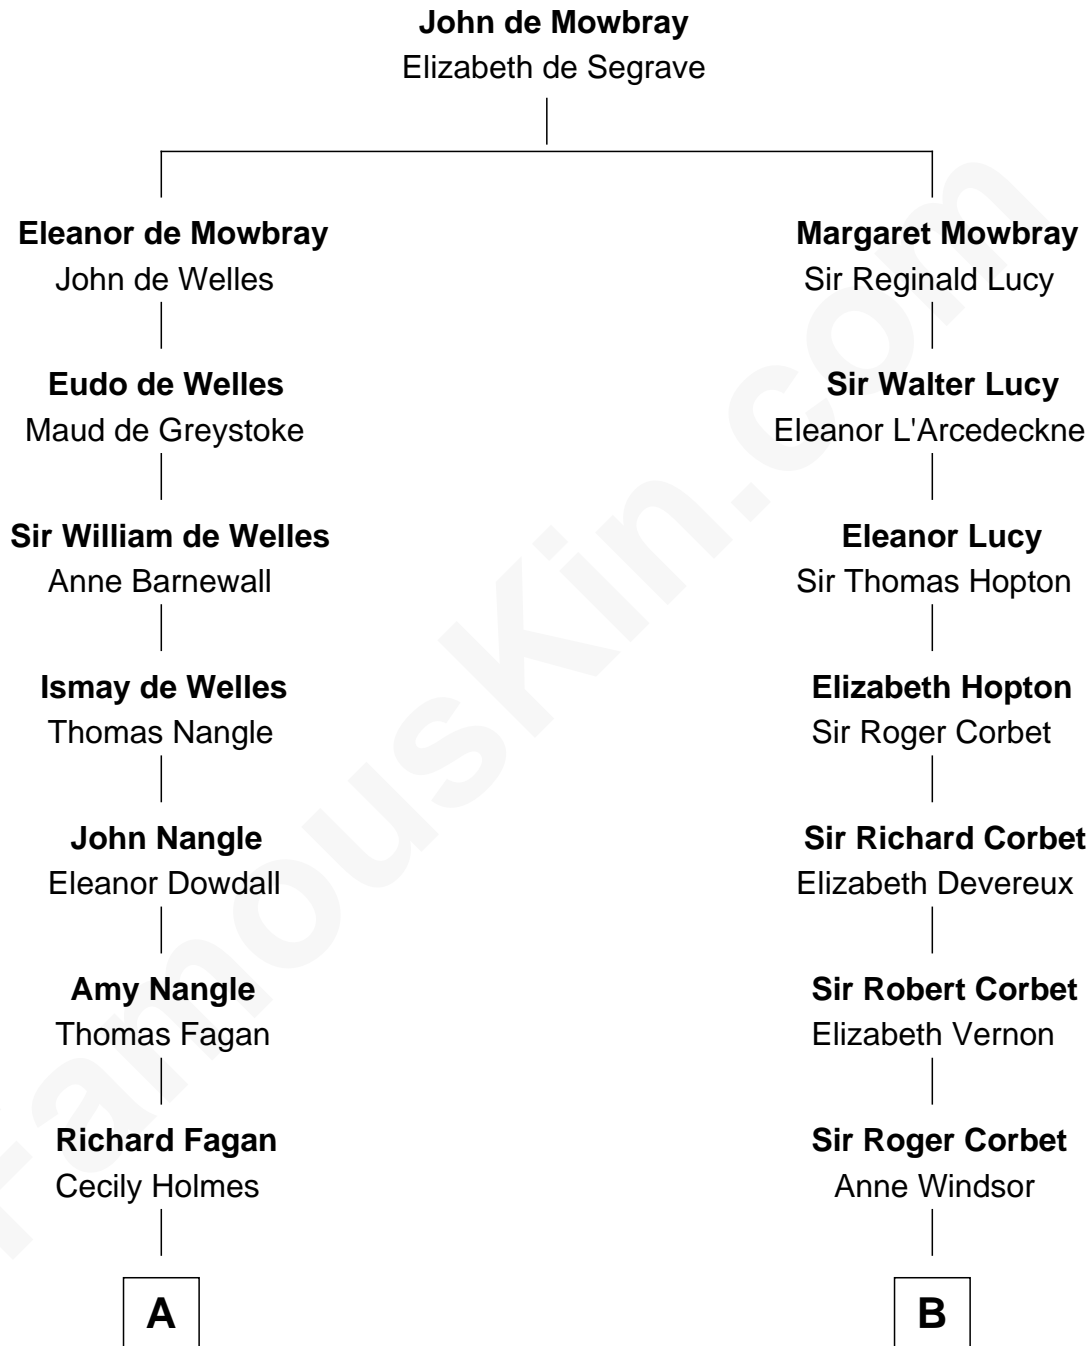 John de Mowbray
Elizabeth de Segrave
Eleanor de Mowbray
John de Welles
Margaret Mowbray
Sir Reginald Lucy
Eudo de Welles
Maud de Greystoke
Sir Walter Lucy
Eleanor L'Arcedeckne
Sir William de Welles
Anne Barnewall
Eleanor Lucy
Sir Thomas Hopton
Ismay de Welles
Thomas Nangle
Elizabeth Hopton
Sir Roger Corbet
John Nangle
Eleanor Dowdall
Sir Richard Corbet
Elizabeth Devereux
Amy Nangle
Thomas Fagan
Sir Robert Corbet
Elizabeth Vernon
Richard Fagan
Cecily Holmes
Sir Roger Corbet
Anne Windsor
A
B
FamousKin.com